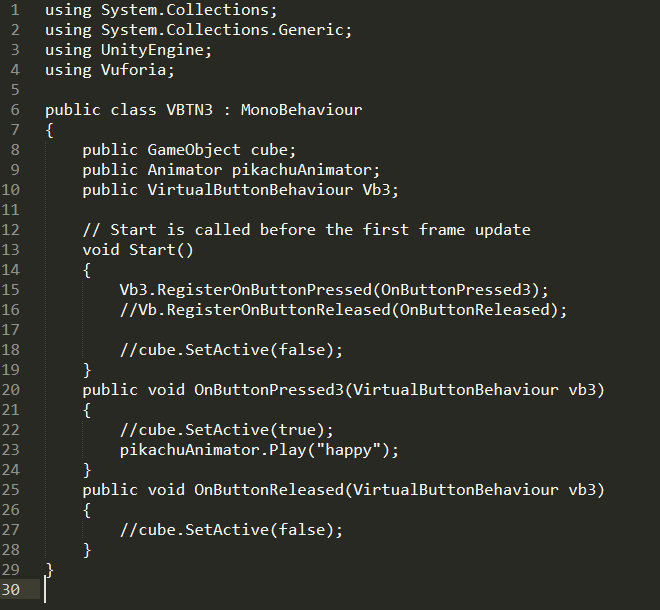 1 using System.Collections;
2 using System.Collections.Generic;
3 using UnityEngine;
4 using Vuforia;
5
6 public class VBTN3 : MonoBehaviour
7 {
8     public GameObject cube;
9     public Animator pikachuAnimator;
10     public VirtualButtonBehaviour Vb3;
11
12     // Start is called before the first frame update
13     void Start()
14     {
15         Vb3.RegisterOnButtonPressed(OnButtonPressed3);
16         //Vb.RegisterOnButtonReleased(OnButtonReleased);
17
18         //cube.SetActive(false);
19     }
20     public void OnButtonPressed3(VirtualButtonBehaviour vb3)
21     {
22         //cube.SetActive(true);
23         pikachuAnimator.Play("happy");
24     }
25     public void OnButtonReleased(VirtualButtonBehaviour vb3)
26     {
27         //cube.SetActive(false);
28     }
29 }
30